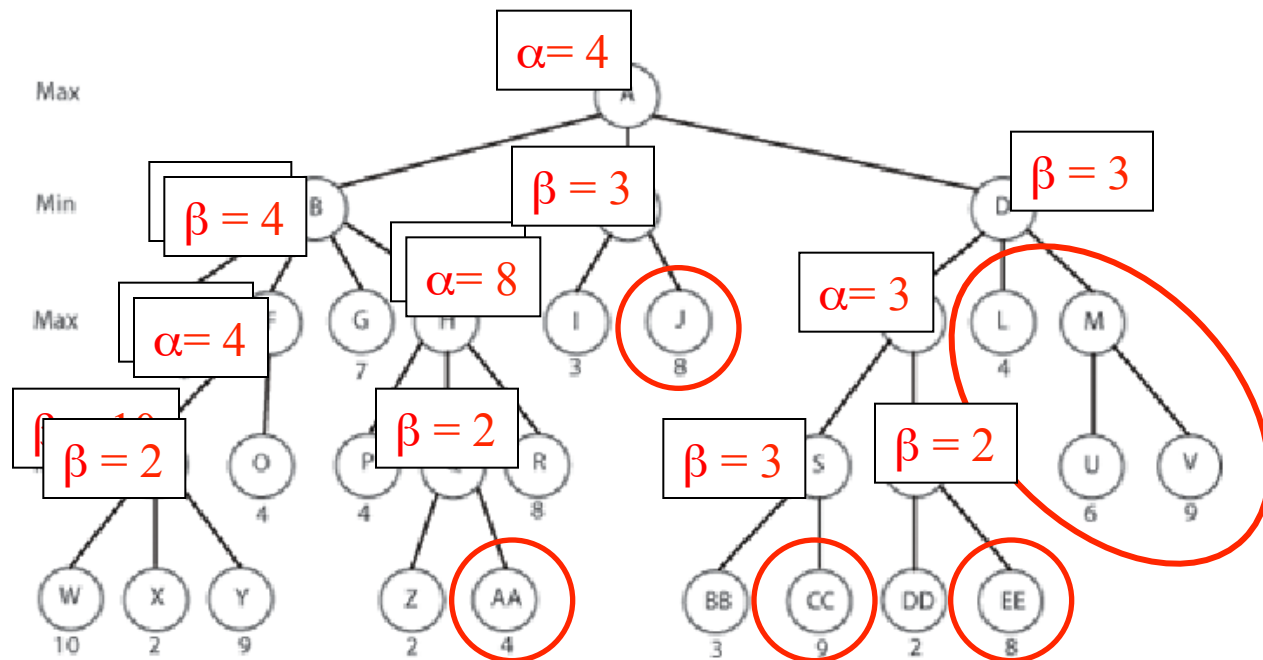 α= 4
Max A
Min β = 4 B β = 3 D β = 3
Max α= 4 F G α= 8 H I J α= 3 L M
7 3 8 4
β = 2 O P β = 2 R β = 3 S β = 2 U V
4 4 8 6 9
W X Y Z AA BB CC DD EE
10 2 9 2 4 3 9 2 8